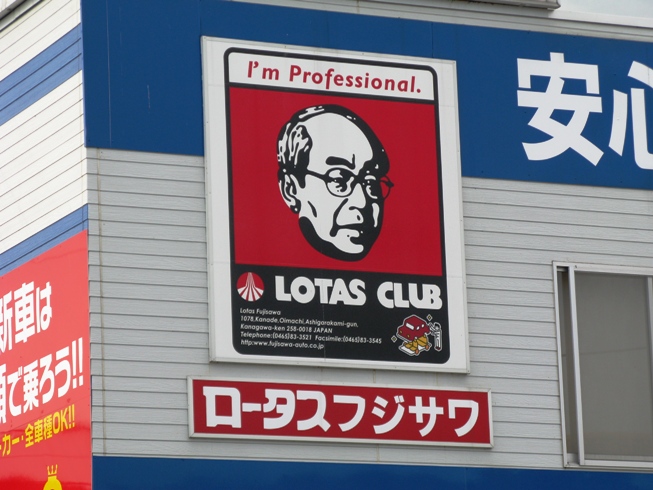 I'm Professional.
安心
LOTAS CLUB
Lotas Fujisawa
1078,Kanade,Oimachi,Ashigarakami-gun,
Kanagawa-ken 258-0018 JAPAN
Telephone:(0465)83-3521 Facsimile:(0465)83-3545
http:www.fujisawa-auto.co.jp
ロータスフジサワ
新車は
で乗ろう!!
カー・全車種OK!!